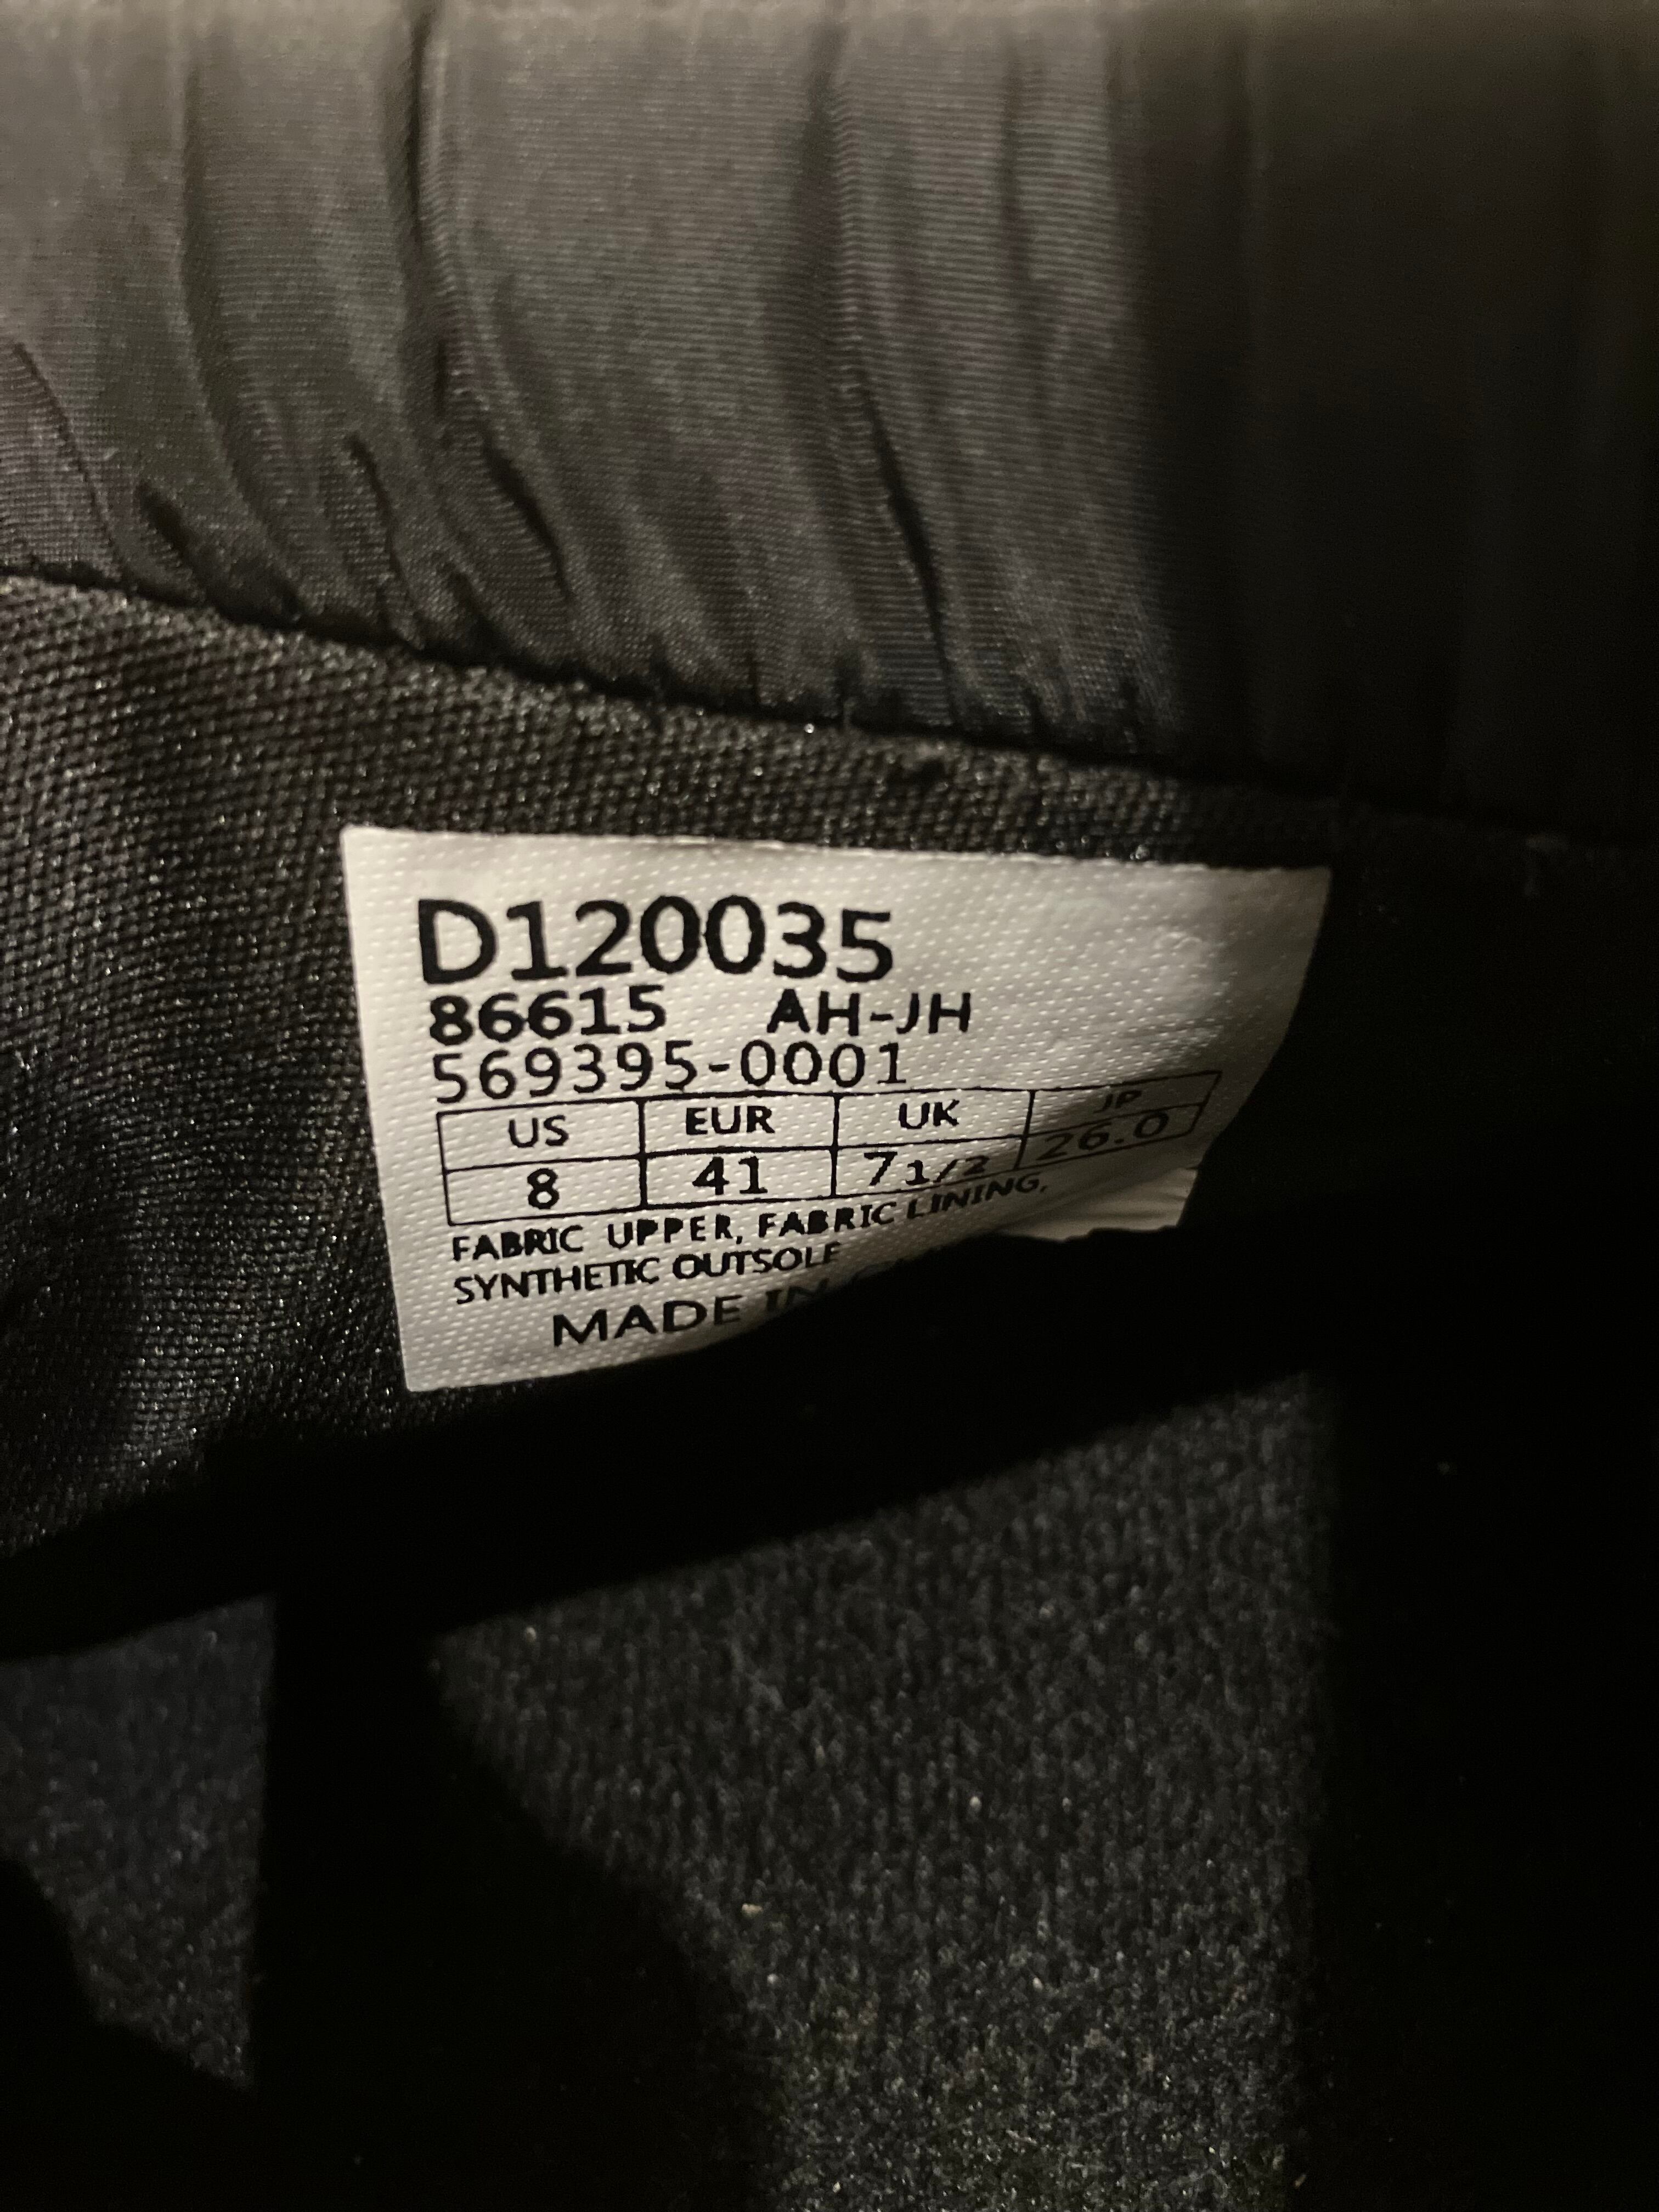 D120035
86615 AH-JH
569395-0001
US EUR UK JP
8 41 7 1/2 26.0
FABRIC UPPER, FABRIC LINING,
SYNTHETIC OUTSOLE
MADE IN